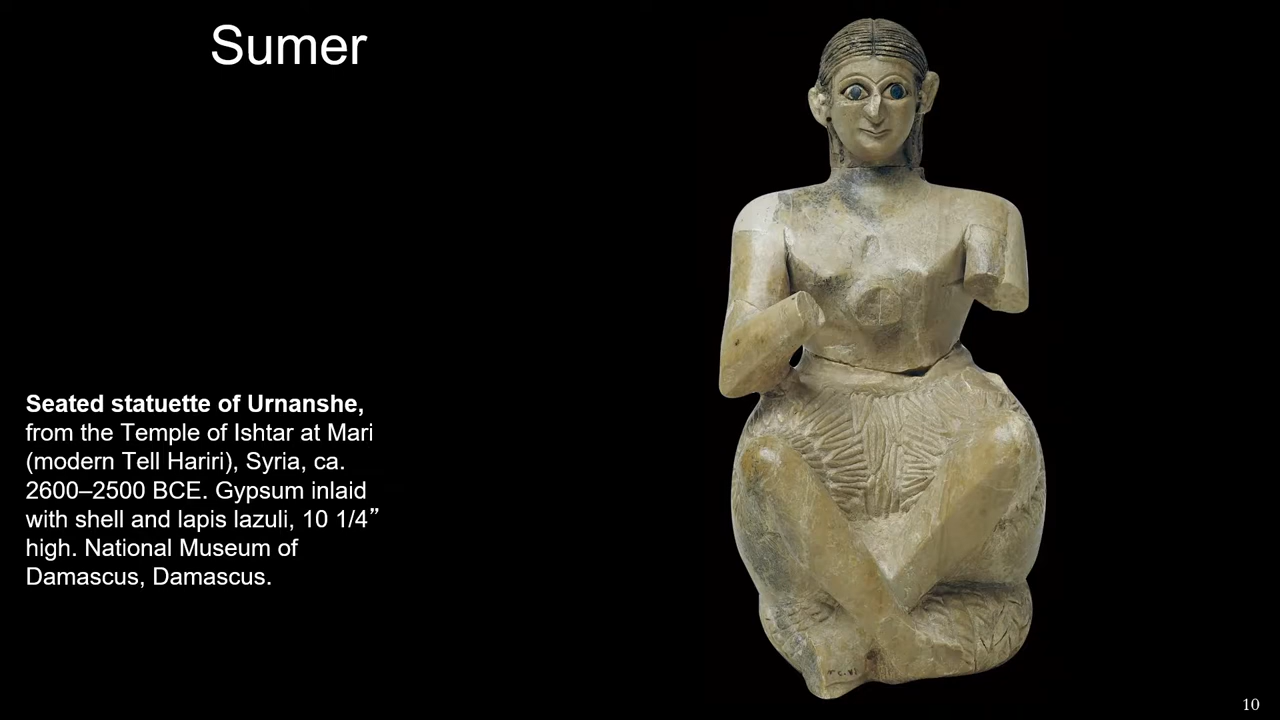 Sumer
Seated statuette of Urnanshe,
from the Temple of Ishtar at Mari
(modern Tell Hariri), Syria, ca.
2600–2500 BCE. Gypsum inlaid
with shell and lapis lazuli, 10 1/4”
high. National Museum of
Damascus, Damascus.
10